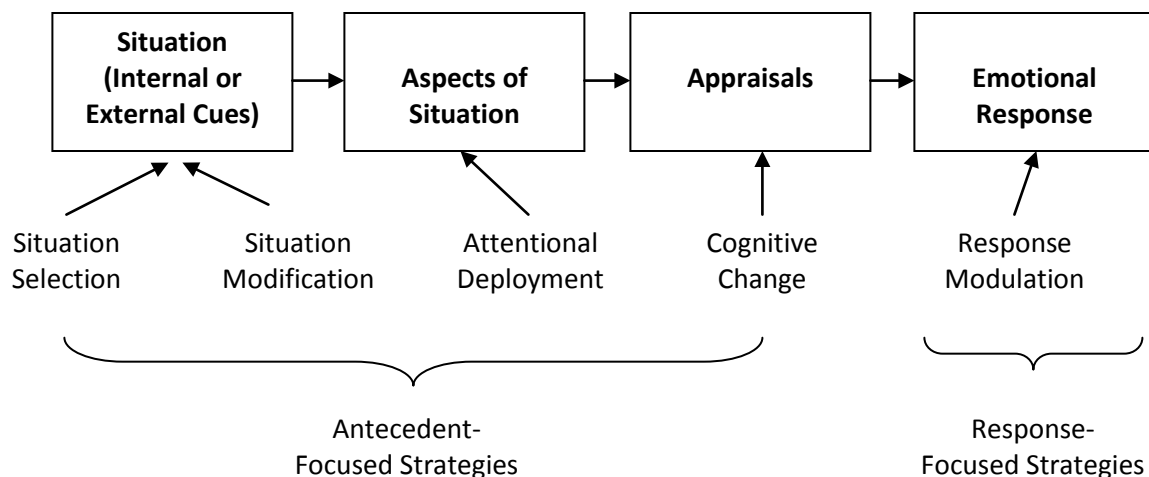 Situation
(Internal or
External Cues)
Aspects of
Situation
Appraisals
Emotional
Response
Situation
Selection
Situation
Modification
Attentional
Deployment
Cognitive
Change
Response
Modulation
Antecedent-
Focused Strategies
Response-
Focused Strategies